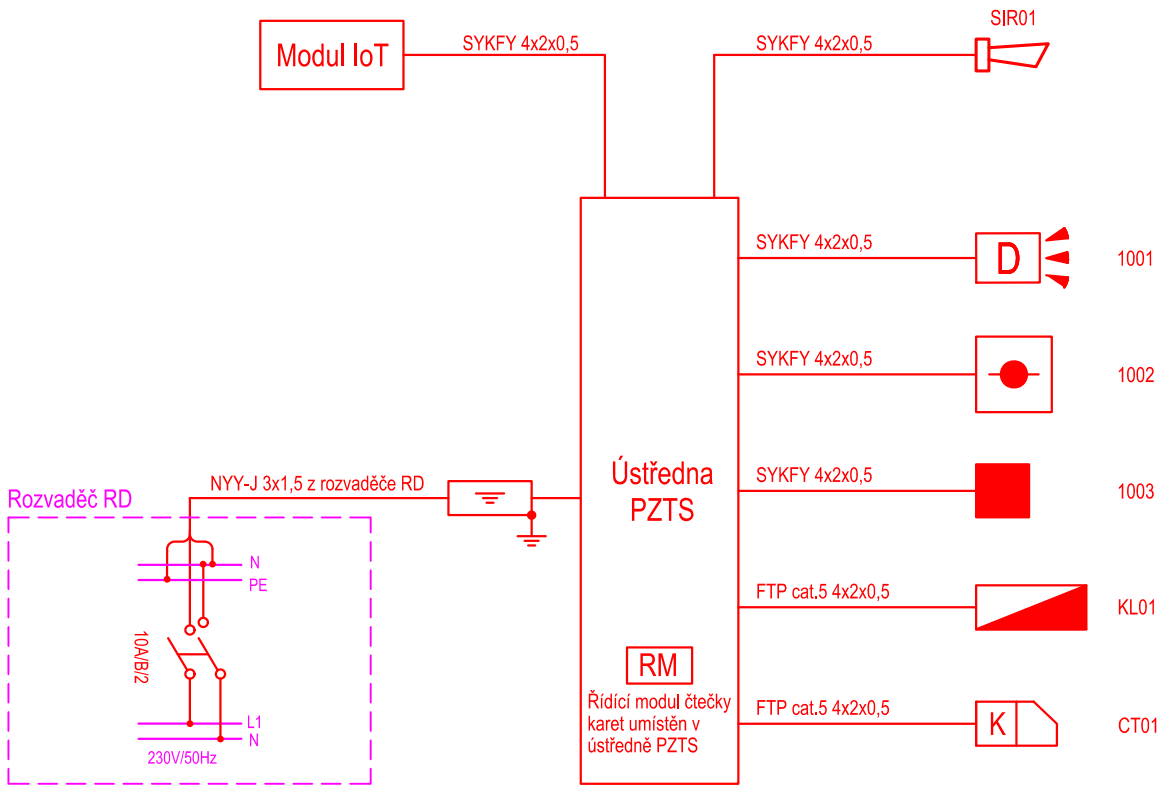 SIR01
Modul IoT
SYKFY 4x2x0,5
SYKFY 4x2x0,5
SYKFY 4x2x0,5
D
1001
SYKFY 4x2x0,5
1002
Ústředna
PZTS
SYKFY 4x2x0,5
1003
NYY-J 3x1,5 z rozvaděče RD
Rozvaděč RD
N
PE
10A/B/2
L1
N
230V/50Hz
FTP cat.5 4x2x0,5
KL01
RM
Řídící modul čtečky
karet umístěn v
ústředně PZTS
FTP cat.5 4x2x0,5
K
CT01